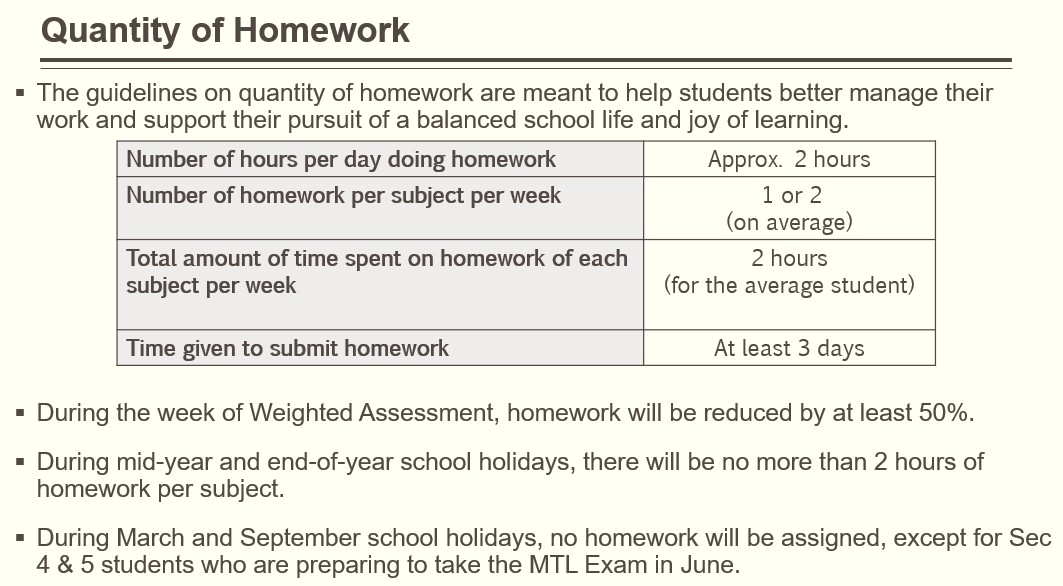 Quantity of Homework
▪ The guidelines on quantity of homework are meant to help students better manage their
work and support their pursuit of a balanced school life and joy of learning.
Number of hours per day doing homework
Approx. 2 hours
Number of homework per subject per week
1 or 2
(on average)
Total amount of time spent on homework of each
subject per week
2 hours
(for the average student)
Time given to submit homework
At least 3 days
▪ During the week of Weighted Assessment, homework will be reduced by at least 50%.
▪ During mid-year and end-of-year school holidays, there will be no more than 2 hours of
homework per subject.
▪ During March and September school holidays, no homework will be assigned, except for Sec
4 & 5 students who are preparing to take the MTL Exam in June.